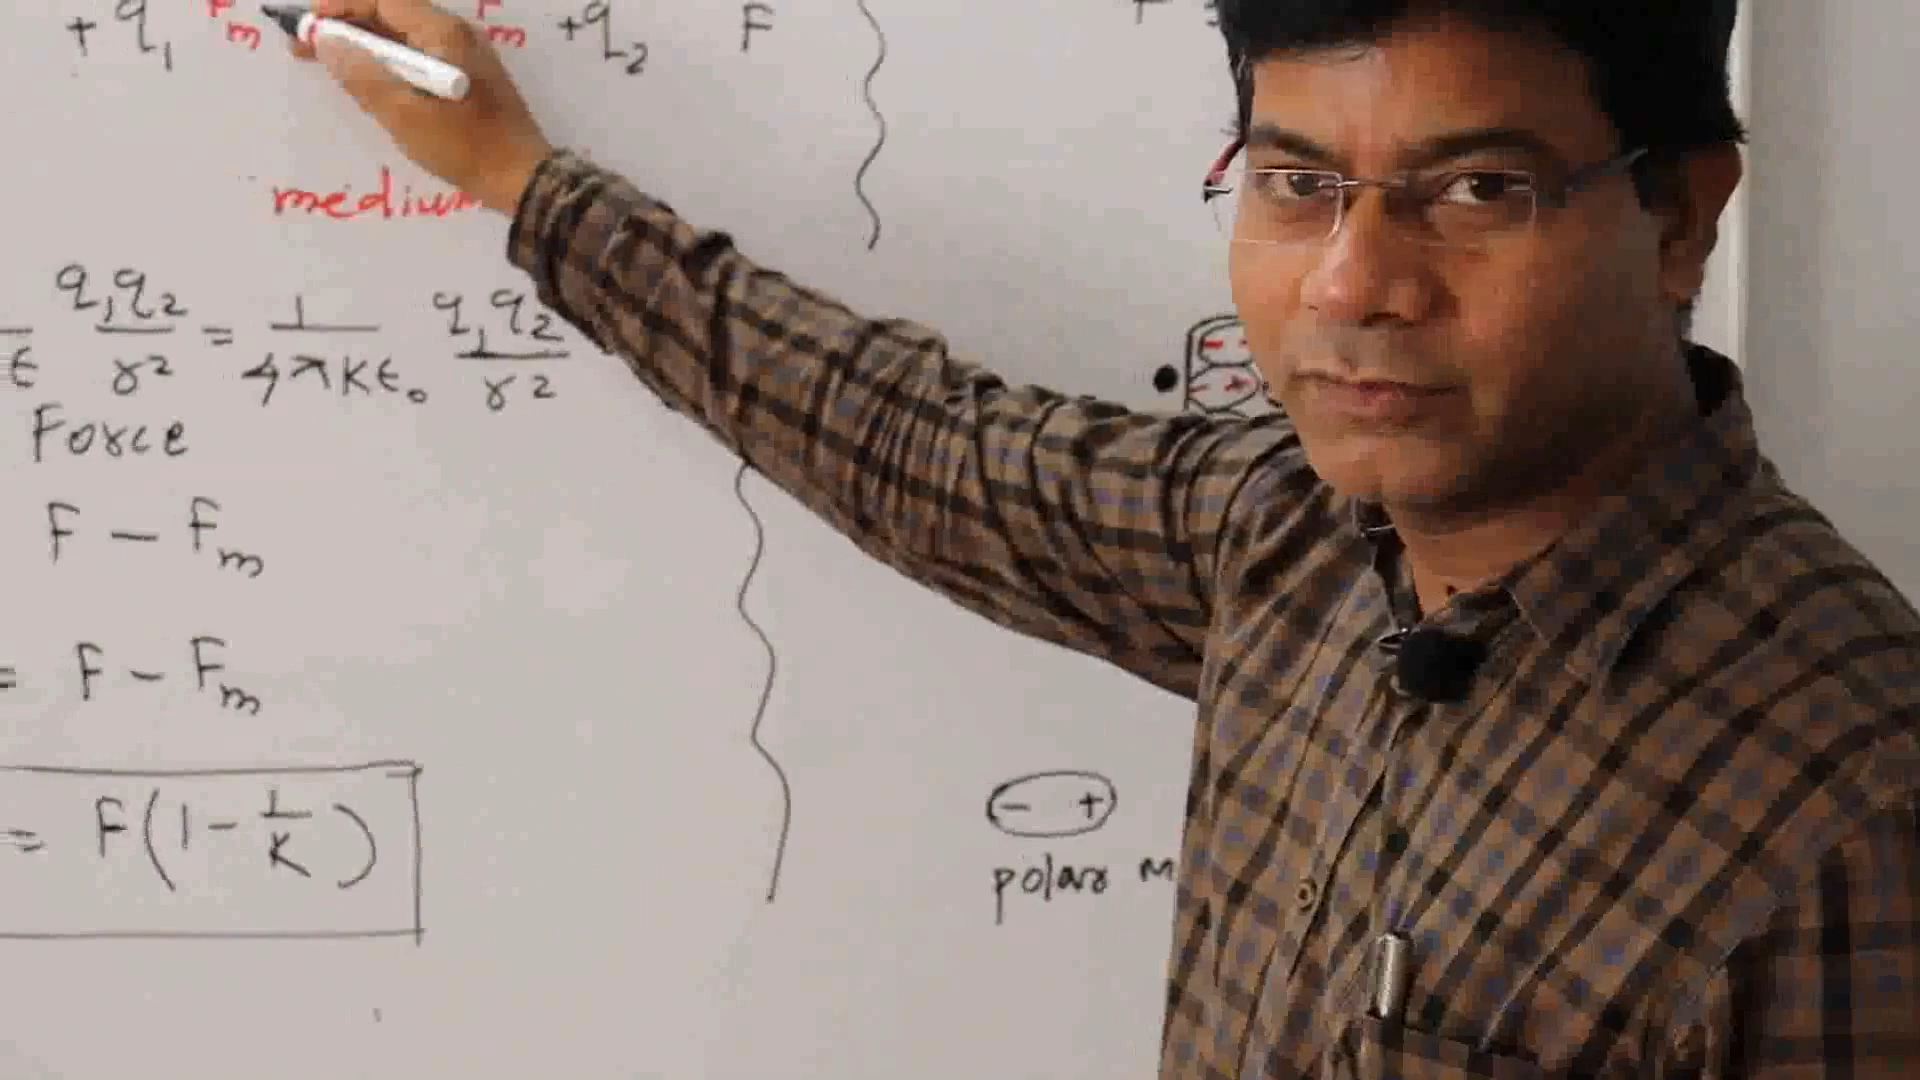 + q₁ Fm Fm +q₂ F
medium
ε q₁q₂/r² = 1/4πKε₀ q₁q₂/r²
Force
F - Fm
= F - Fm
= F(1 - 1/K)
- +
polar m